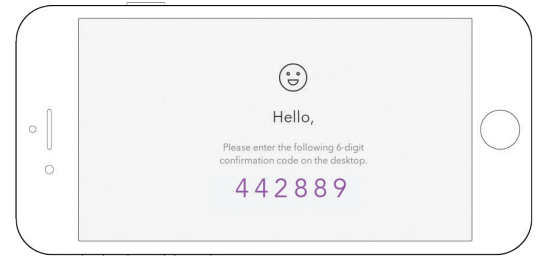 Hello,
Please enter the following 6-digit
confirmation code on the desktop.
442889